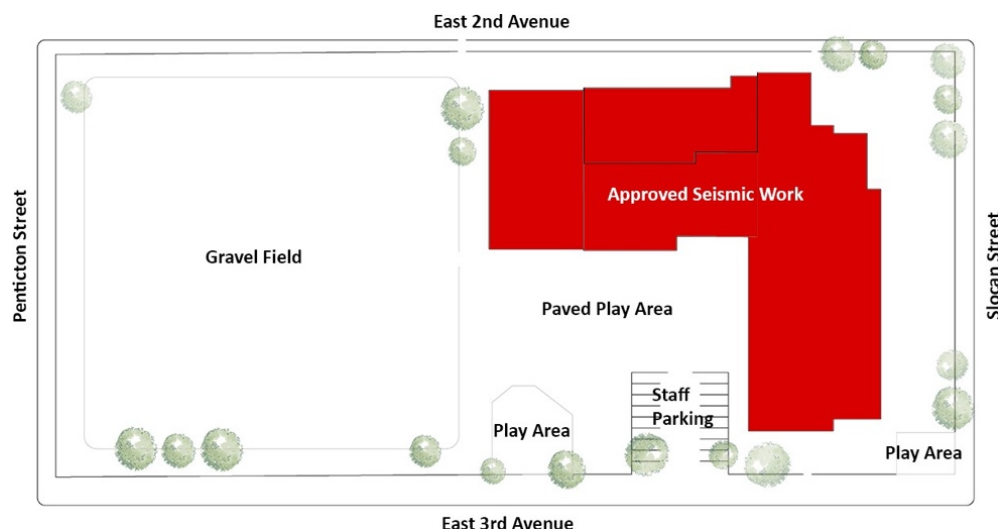 East 2nd Avenue
Approved Seismic Work
Penticton Street
Gravel Field
Slocan Street
Paved Play Area
Staff
Parking
Play Area
Play Area
East 3rd Avenue